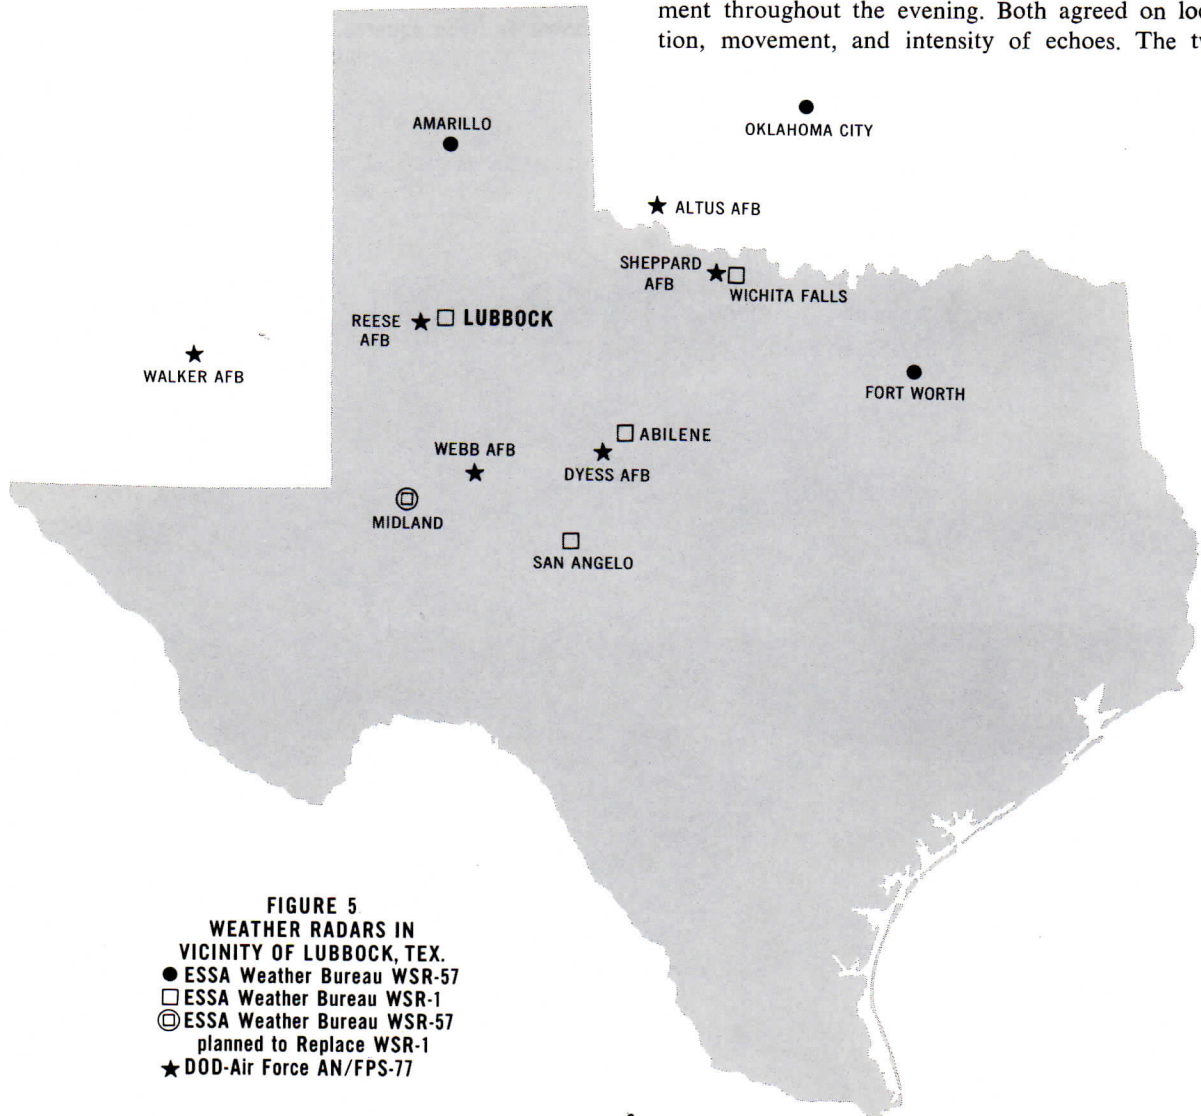 ment throughout the evening. Both agreed on loc
tion, movement, and intensity of echoes. The tw
AMARILLO
OKLAHOMA CITY
ALTUS AFB
SHEPPARD
AFB
WICHITA FALLS
REESE
AFB
LUBBOCK
WALKER AFB
FORT WORTH
ABILENE
WEBB AFB
DYESS AFB
MIDLAND
SAN ANGELO
FIGURE 5
WEATHER RADARS IN
VICINITY OF LUBBOCK, TEX.
ESSA Weather Bureau WSR-57
ESSA Weather Bureau WSR-1
ESSA Weather Bureau WSR-57
planned to Replace WSR-1
DOD-Air Force AN/FPS-77